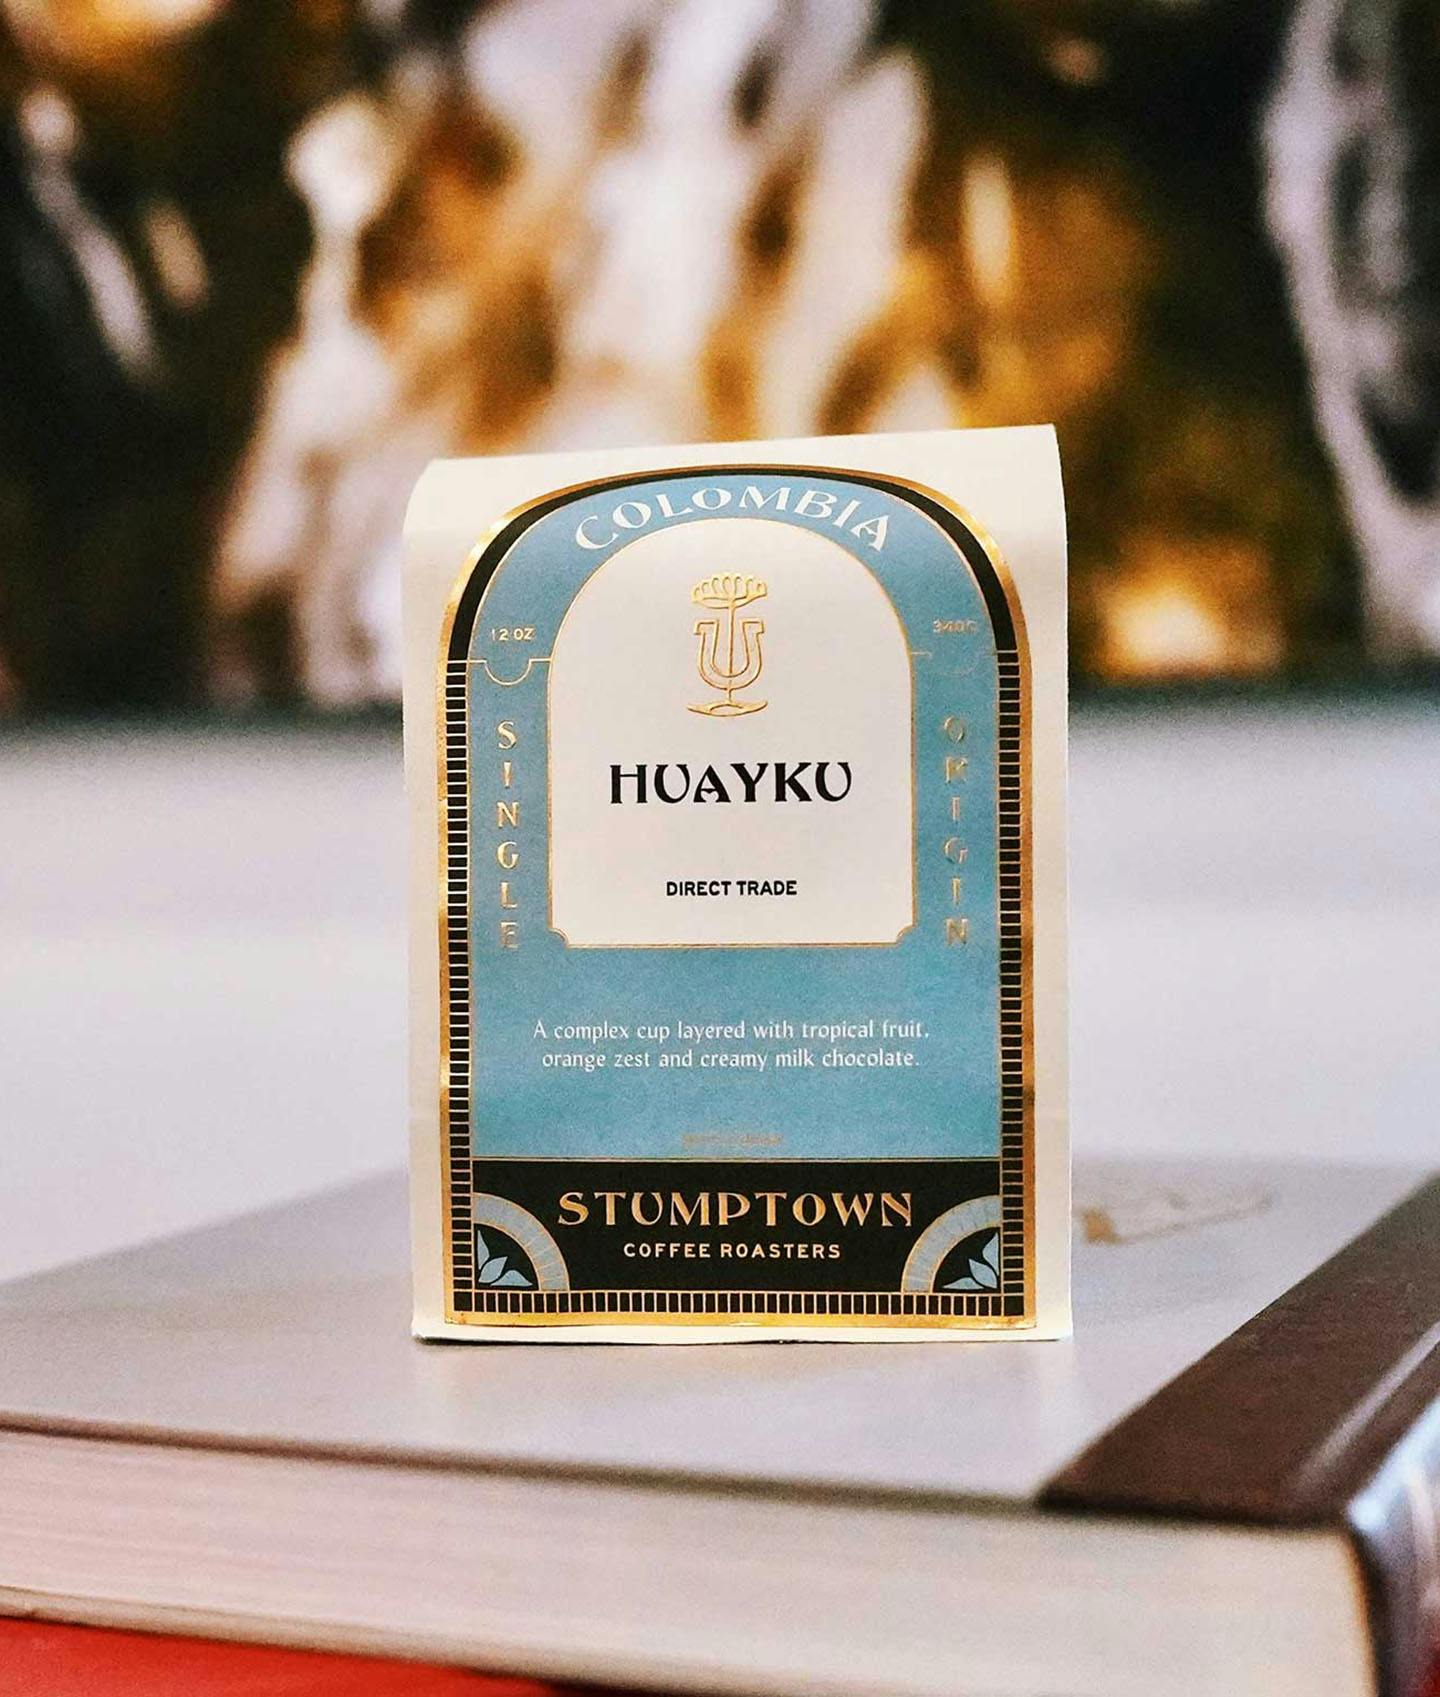 COLOMBIA
12 OZ
340G
SINGLE
ORIGIN
HUAYKU
DIRECT TRADE
A complex cup layered with tropical fruit,
orange zest and creamy milk chocolate.
STUMPTOWN
COFFEE ROASTERS